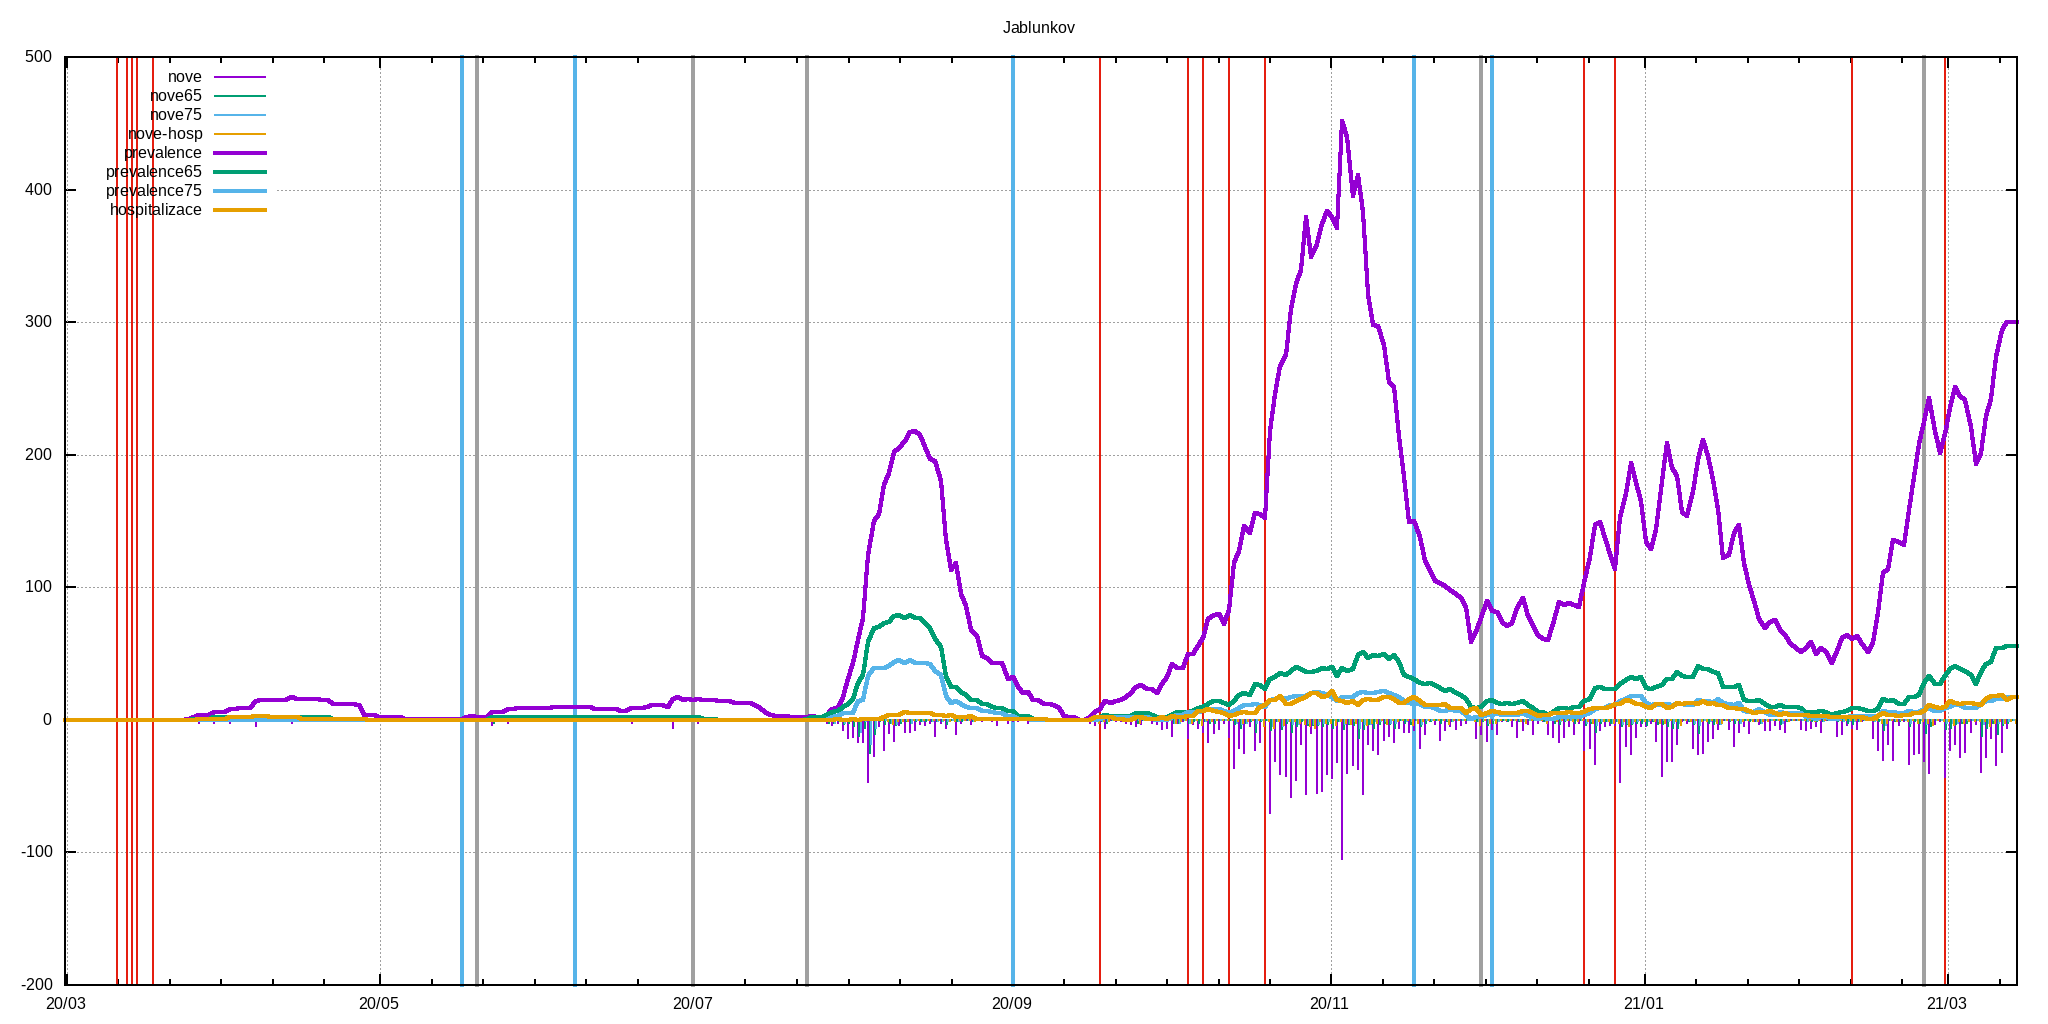 Jablunkov
500
400
300
200
100
0
-100
-200
nove
nove65
nove75
nove-hosp
prevalence
prevalence65
prevalence75
hospitalizace
20/03 20/05 20/07 20/09 20/11 21/01 21/03